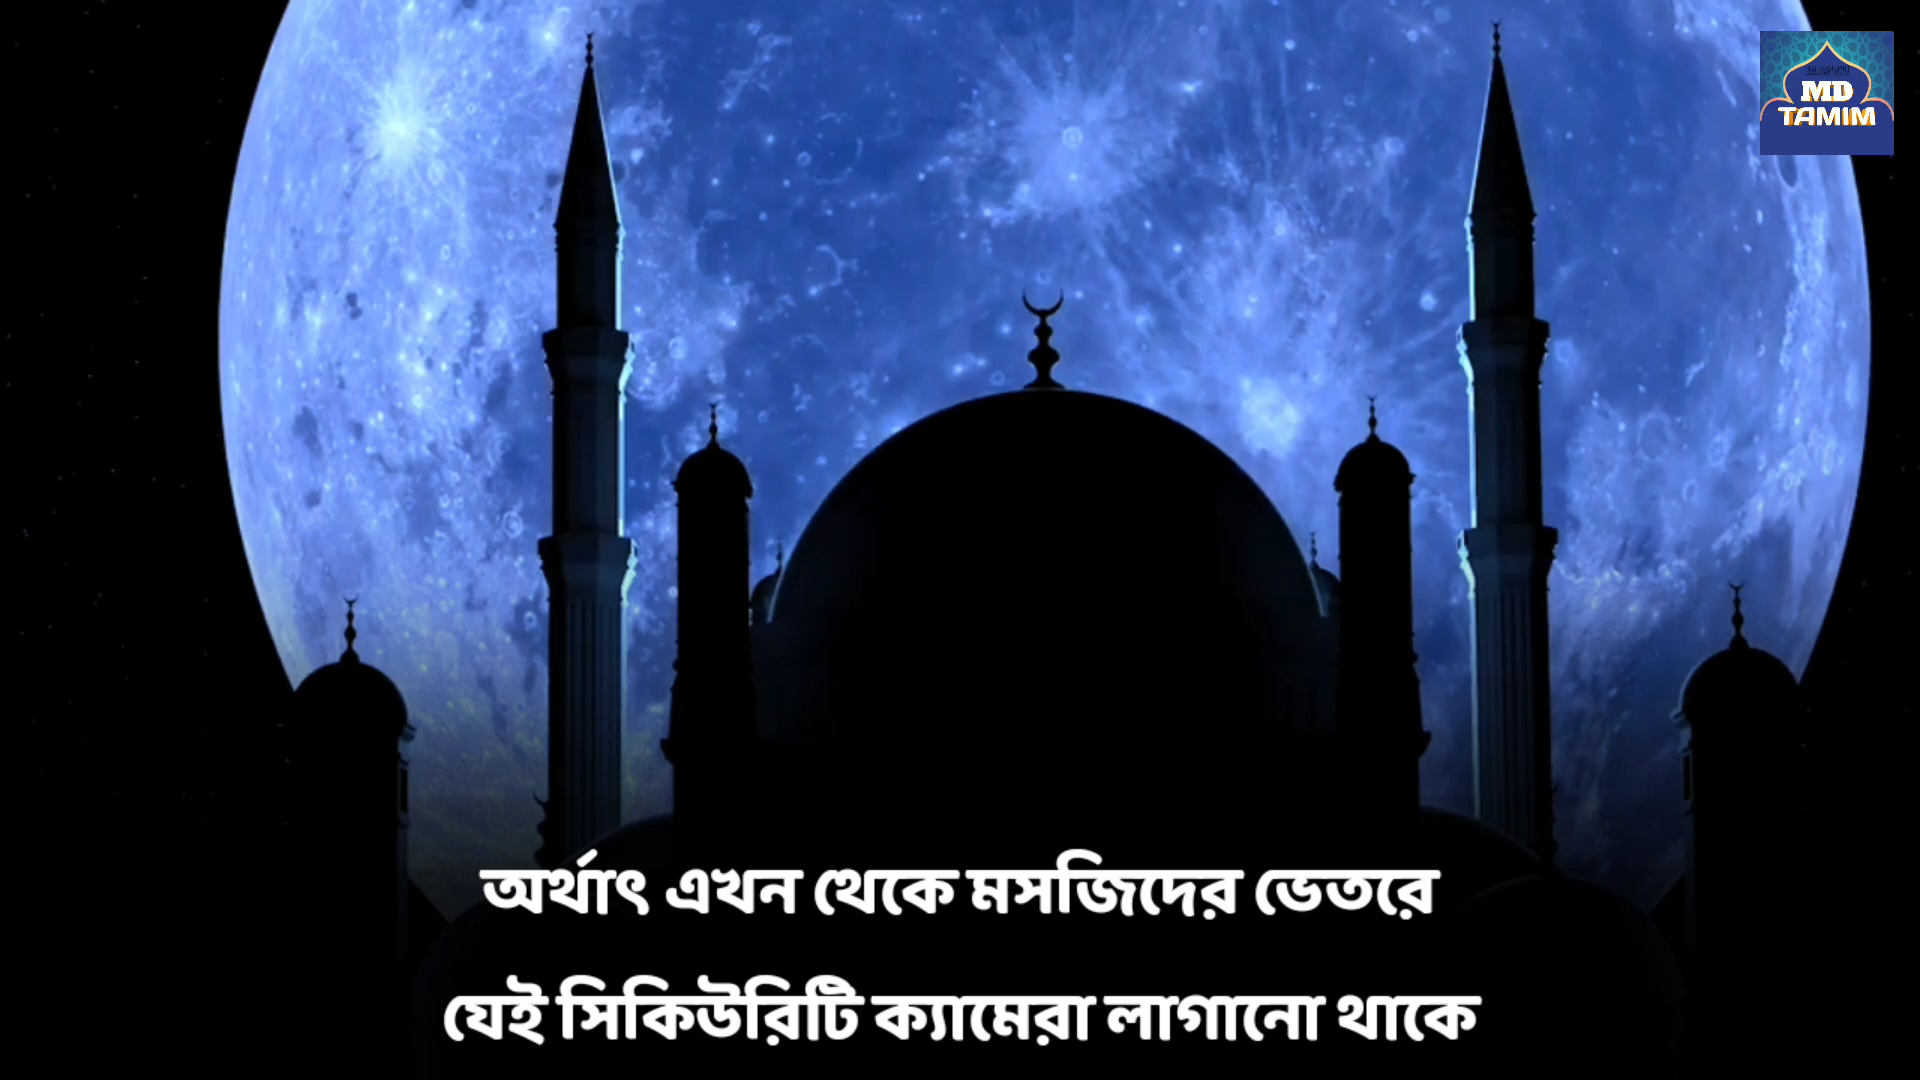 MD
TAMIM
অর্থাৎ এখন থেকে মসজিদের ভেতরে
যেই সিকিউরিটি ক্যামেরা লাগানো থাকে